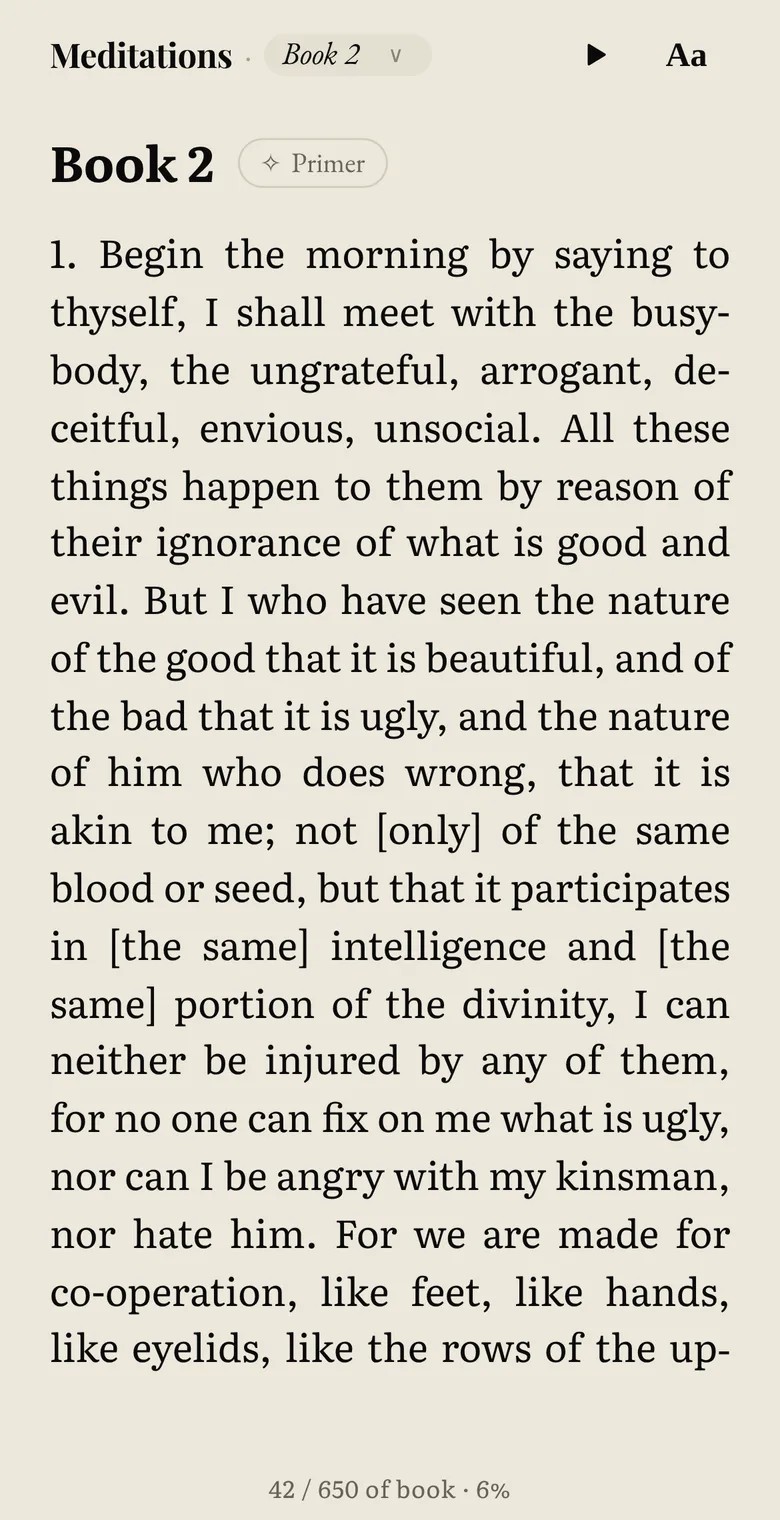 Meditations · Book 2 ∨ ▶ Aa
Book 2 ✧ Primer
1. Begin the morning by saying to
thyself, I shall meet with the busy-
body, the ungrateful, arrogant, de-
ceitful, envious, unsocial. All these
things happen to them by reason of
their ignorance of what is good and
evil. But I who have seen the nature
of the good that it is beautiful, and of
the bad that it is ugly, and the nature
of him who does wrong, that it is
akin to me; not [only] of the same
blood or seed, but that it participates
in [the same] intelligence and [the
same] portion of the divinity, I can
neither be injured by any of them,
for no one can fix on me what is ugly,
nor can I be angry with my kinsman,
nor hate him. For we are made for
co-operation, like feet, like hands,
like eyelids, like the rows of the up-
42 / 650 of book · 6%